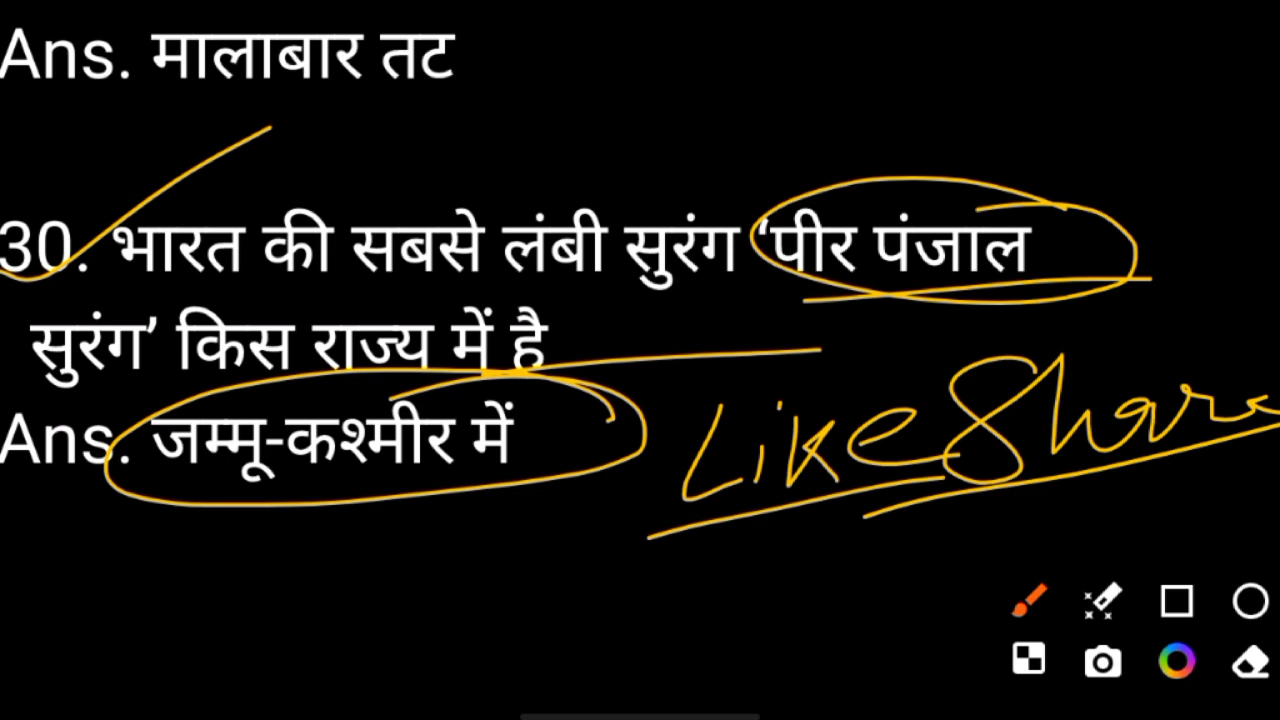 Ans. मालाबार तट
30. भारत की सबसे लंबी सुरंग ‘पीर पंजाल
सुरंग’ किस राज्य में है
Ans. जम्मू-कश्मीर में
Like Share